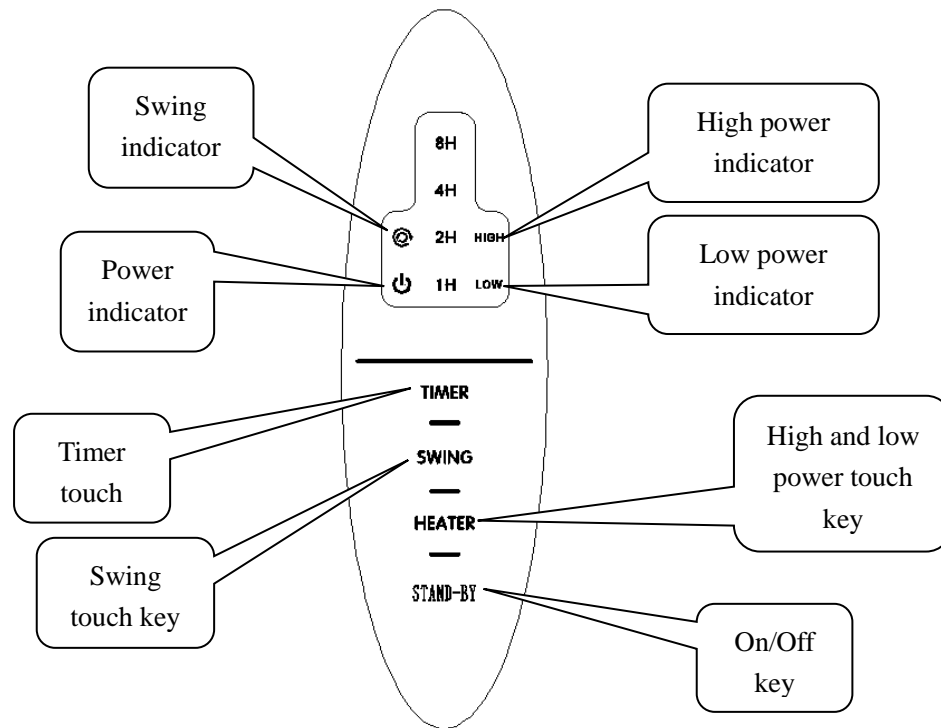 Swing
indicator
High power
indicator
8H
4H
2H HIGH
1H LOW
Power
indicator
Low power
indicator
TIMER
Timer
touch
SWING
High and low
power touch
key
HEATER
Swing
touch key
STAND-BY
On/Off
key